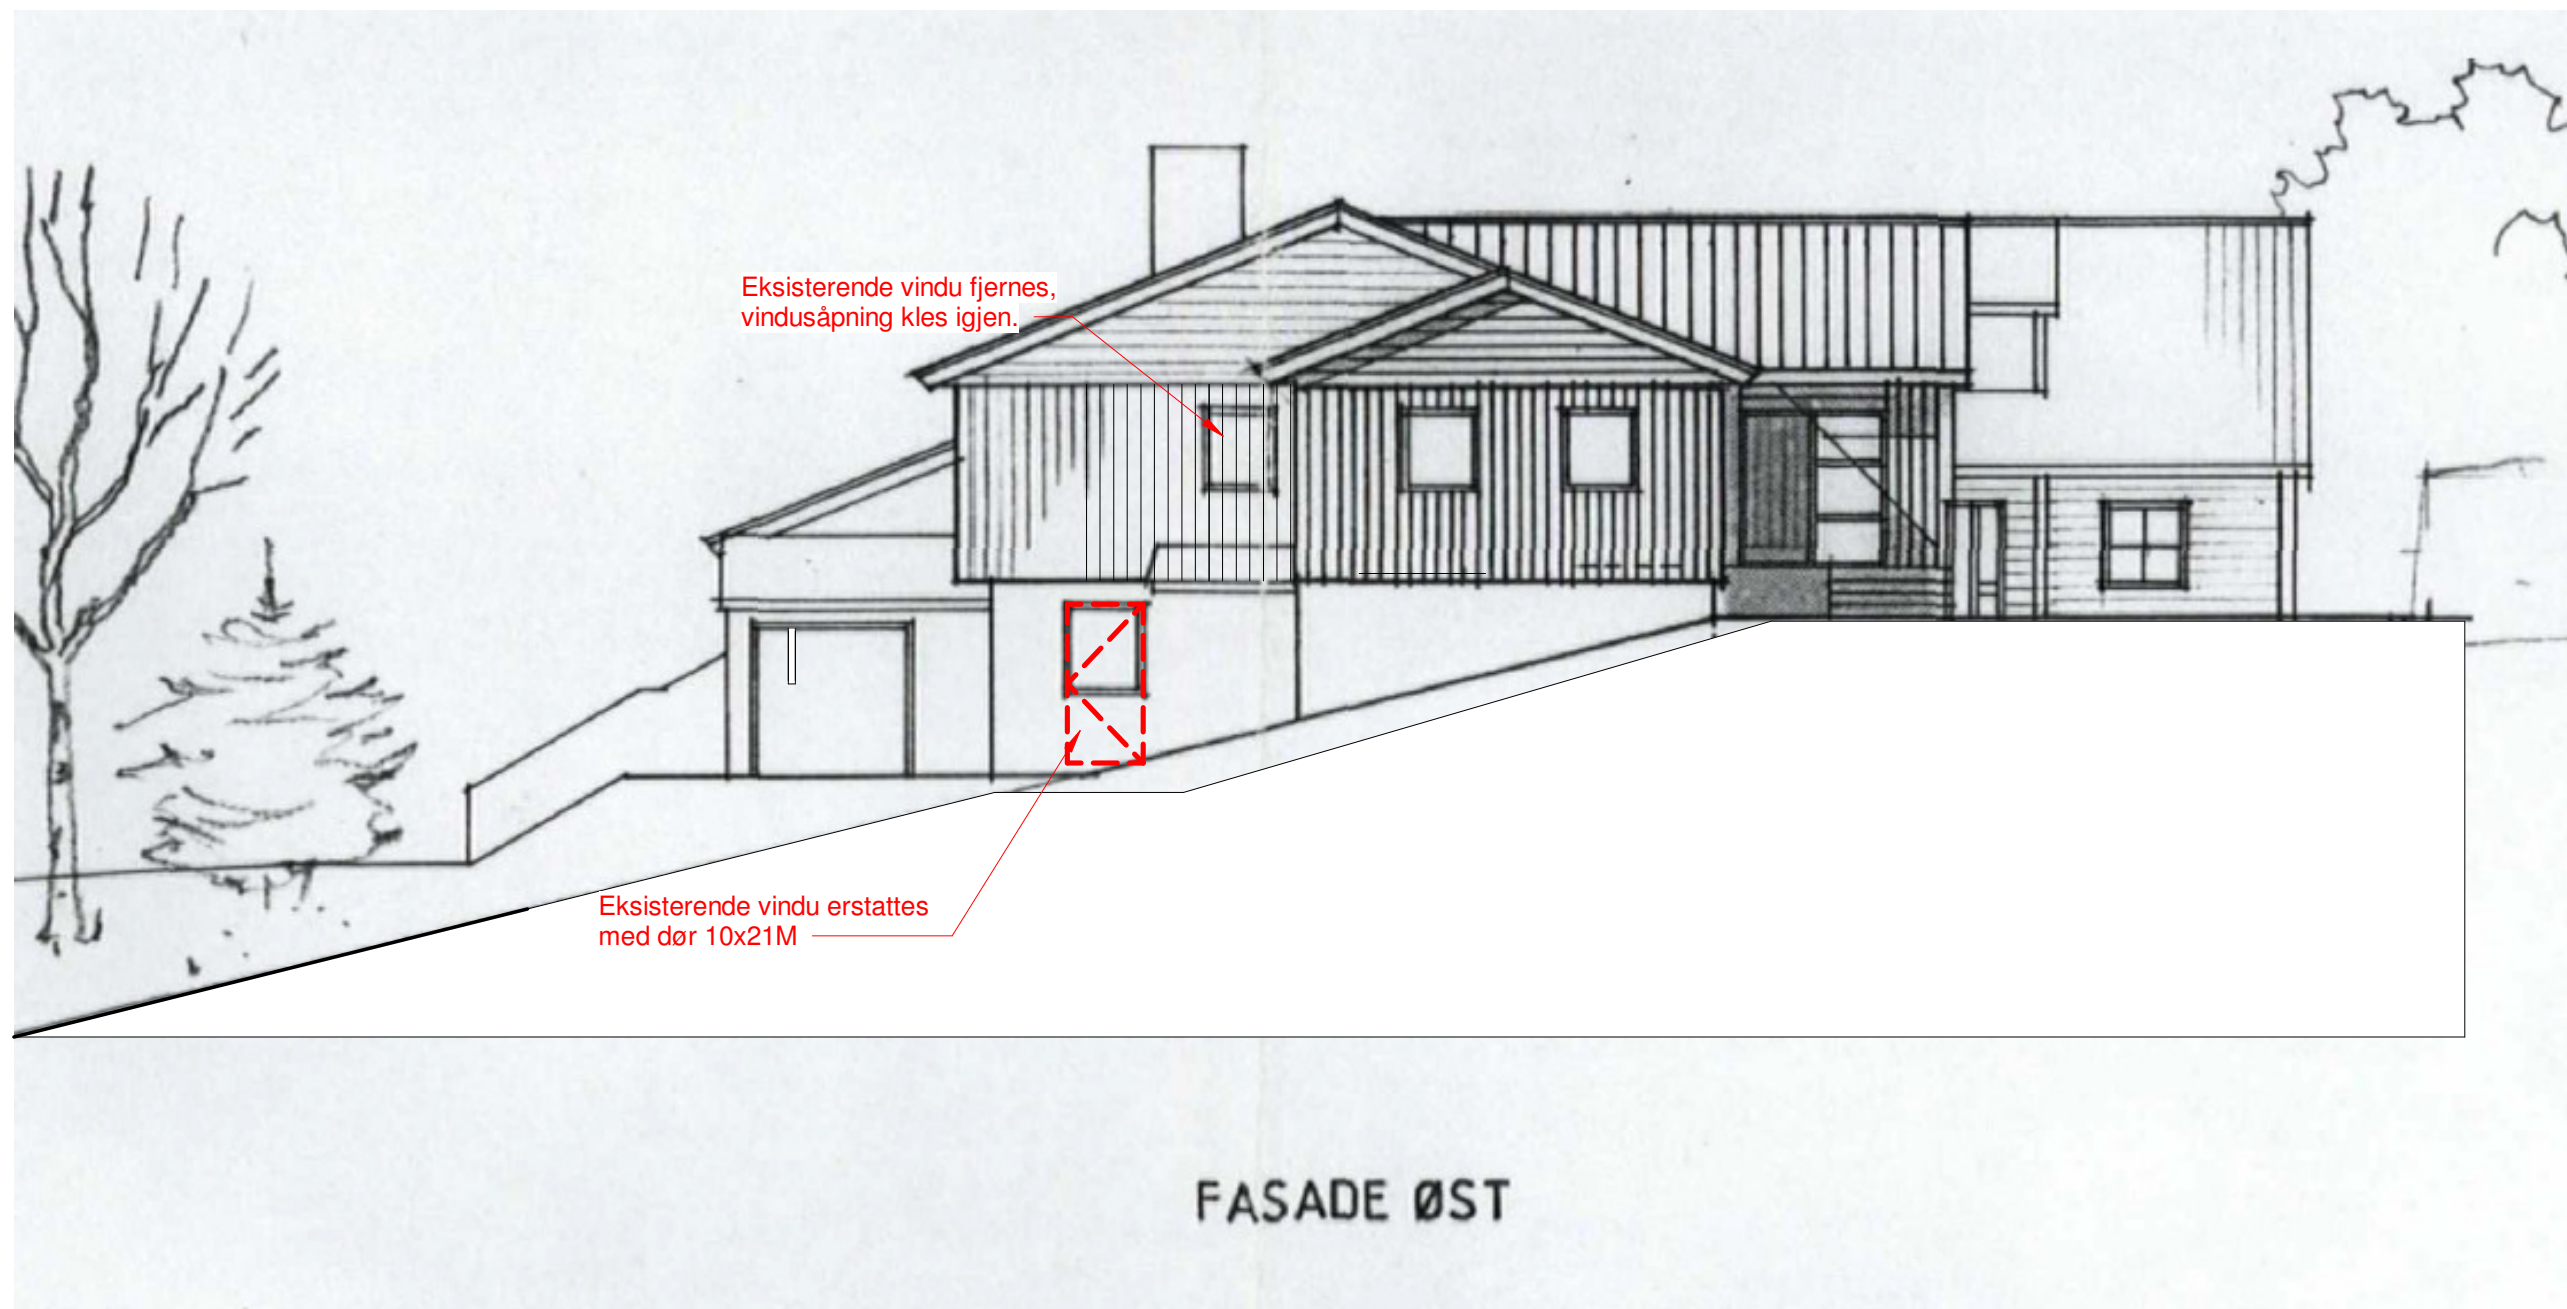 Eksisterende vindu fjernes,
vindusåpning kles igjen.
Eksisterende vindu erstattes
med dør 10x21M
FASADE ØST